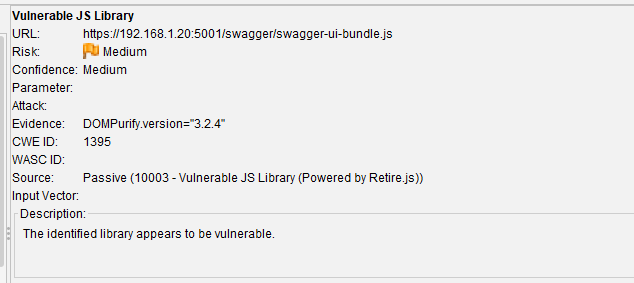 Vulnerable JS Library
URL: https://192.168.1.20:5001/swagger/swagger-ui-bundle.js
Risk: Medium
Confidence: Medium
Parameter:
Attack:
Evidence: DOMPurify.version="3.2.4"
CWE ID: 1395
WASC ID:
Source: Passive (10003 - Vulnerable JS Library (Powered by Retire.js))
Input Vector:
Description:
The identified library appears to be vulnerable.